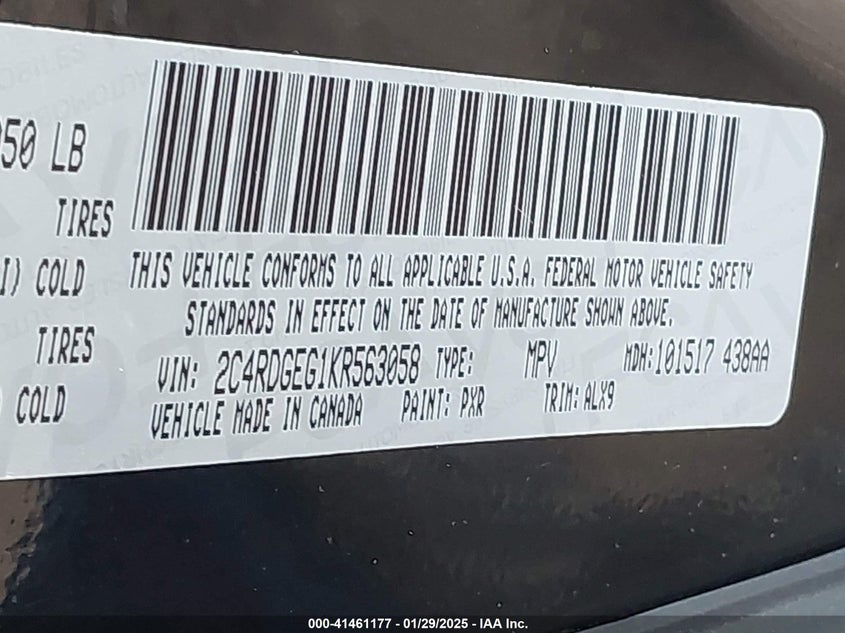 050 LB
TIRES
I) COLD
TIRES
COLD
THIS VEHICLE CONFORMS TO ALL APPLICABLE U.S.A. FEDERAL MOTOR VEHICLE SAFETY
STANDARDS IN EFFECT ON THE DATE OF MANUFACTURE SHOWN ABOVE.
VIN: 2C4RDGEG1KR563058 TYPE: MPV MDH:101517 438AA
VEHICLE MADE IN CANADA PAINT: PXR TRIM: ALX9
000-41461177 - 01/29/2025 - IAA Inc.